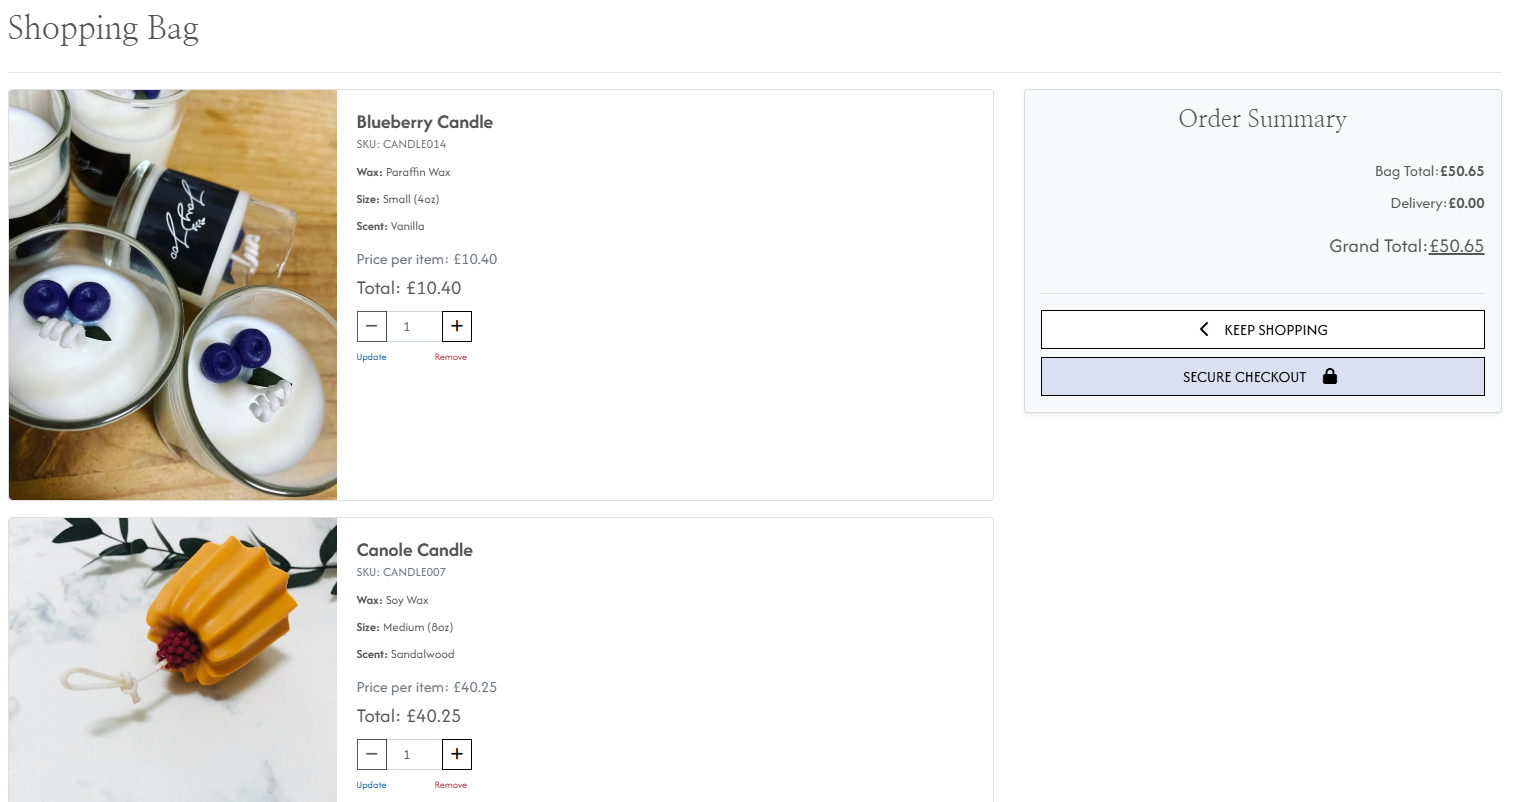 Shopping Bag
Blueberry Candle
SKU: CANDLE014
Wax: Paraffin Wax
Size: Small (4oz)
Scent: Vanilla
Price per item: £10.40
Total: £10.40
− 1 +
Update Remove
Canole Candle
SKU: CANDLE007
Wax: Soy Wax
Size: Medium (8oz)
Scent: Sandalwood
Price per item: £40.25
Total: £40.25
− 1 +
Update Remove
Order Summary
Bag Total:£50.65
Delivery:£0.00
Grand Total:£50.65
KEEP SHOPPING
SECURE CHECKOUT